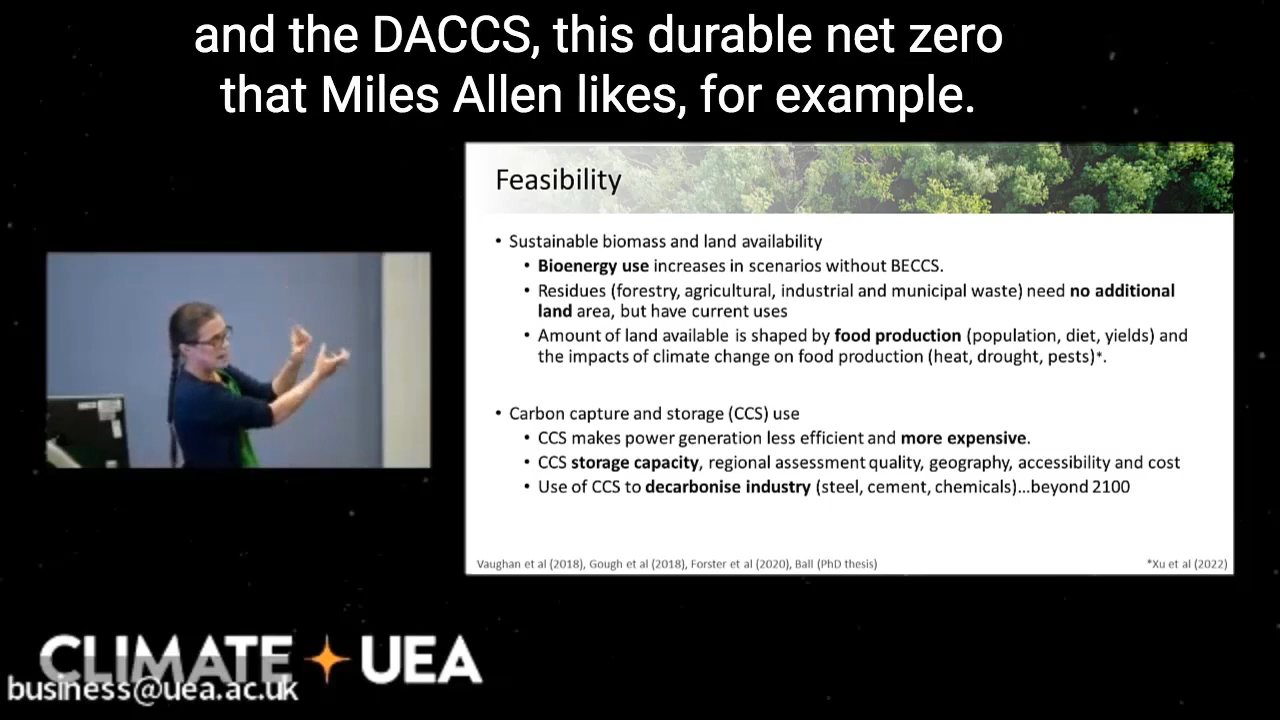 and the DACCS, this durable net zero
that Miles Allen likes, for example.
Feasibility
• Sustainable biomass and land availability
• Bioenergy use increases in scenarios without BECCS.
• Residues (forestry, agricultural, industrial and municipal waste) need no additional
land area, but have current uses
• Amount of land available is shaped by food production (population, diet, yields) and
the impacts of climate change on food production (heat, drought, pests)*.
• Carbon capture and storage (CCS) use
• CCS makes power generation less efficient and more expensive.
• CCS storage capacity, regional assessment quality, geography, accessibility and cost
• Use of CCS to decarbonise industry (steel, cement, chemicals)...beyond 2100
Vaughan et al (2018), Gough et al (2018), Forster et al (2020), Ball (PhD thesis)
*Xu et al (2022)
CLIMATE UEA
business@uea.ac.uk